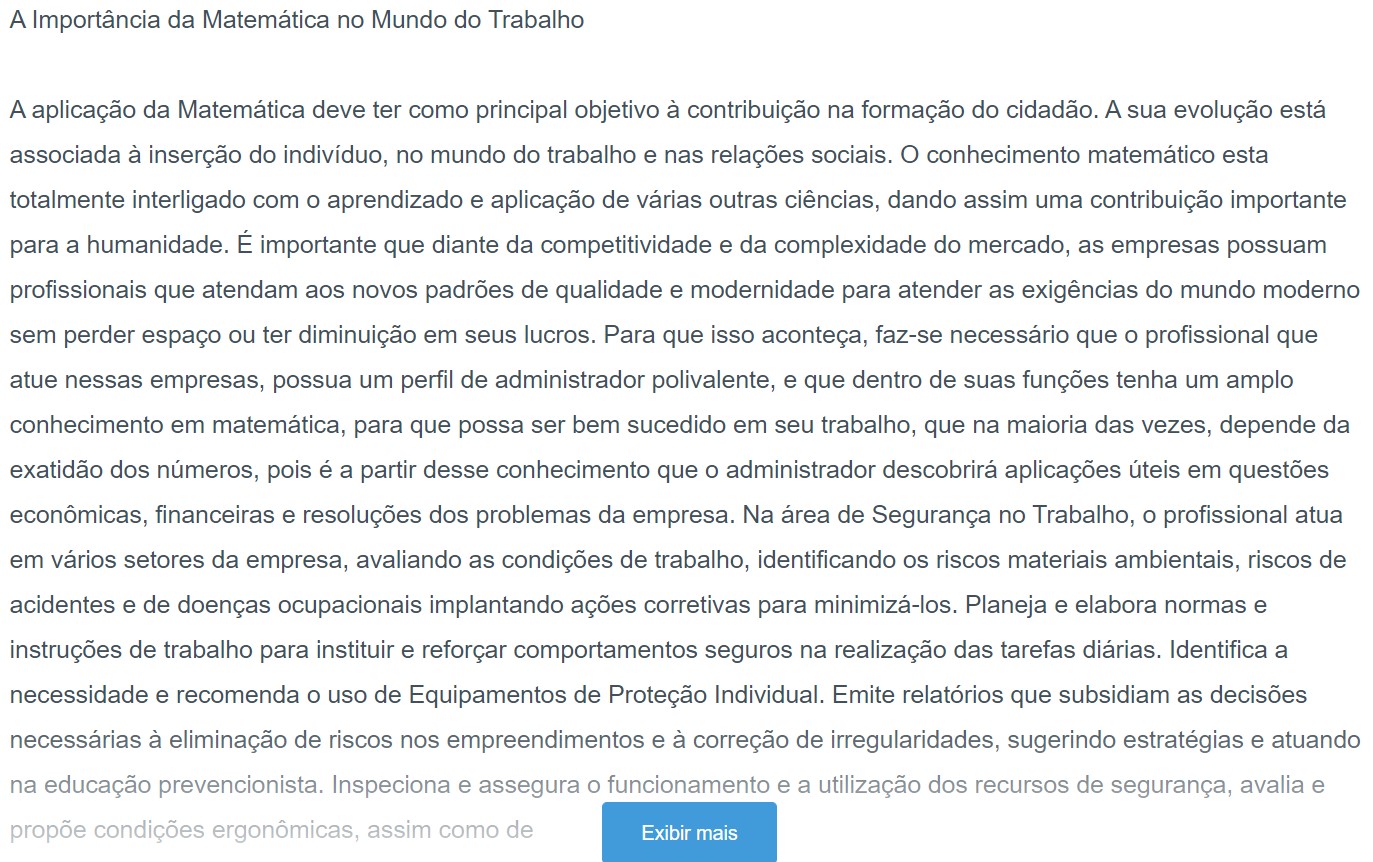 A Importância da Matemática no Mundo do Trabalho
A aplicação da Matemática deve ter como principal objetivo à contribuição na formação do cidadão. A sua evolução está
associada à inserção do indivíduo, no mundo do trabalho e nas relações sociais. O conhecimento matemático esta
totalmente interligado com o aprendizado e aplicação de várias outras ciências, dando assim uma contribuição importante
para a humanidade. É importante que diante da competitividade e da complexidade do mercado, as empresas possuam
profissionais que atendam aos novos padrões de qualidade e modernidade para atender as exigências do mundo moderno
sem perder espaço ou ter diminuição em seus lucros. Para que isso aconteça, faz-se necessário que o profissional que
atue nessas empresas, possua um perfil de administrador polivalente, e que dentro de suas funções tenha um amplo
conhecimento em matemática, para que possa ser bem sucedido em seu trabalho, que na maioria das vezes, depende da
exatidão dos números, pois é a partir desse conhecimento que o administrador descobrirá aplicações úteis em questões
econômicas, financeiras e resoluções dos problemas da empresa. Na área de Segurança no Trabalho, o profissional atua
em vários setores da empresa, avaliando as condições de trabalho, identificando os riscos materiais ambientais, riscos de
acidentes e de doenças ocupacionais implantando ações corretivas para minimizá-los. Planeja e elabora normas e
instruções de trabalho para instituir e reforçar comportamentos seguros na realização das tarefas diárias. Identifica a
necessidade e recomenda o uso de Equipamentos de Proteção Individual. Emite relatórios que subsidiam as decisões
necessárias à eliminação de riscos nos empreendimentos e à correção de irregularidades, sugerindo estratégias e atuando
na educação prevencionista. Inspeciona e assegura o funcionamento e a utilização dos recursos de segurança, avalia e
propõe condições ergonômicas, assim como de
Exibir mais